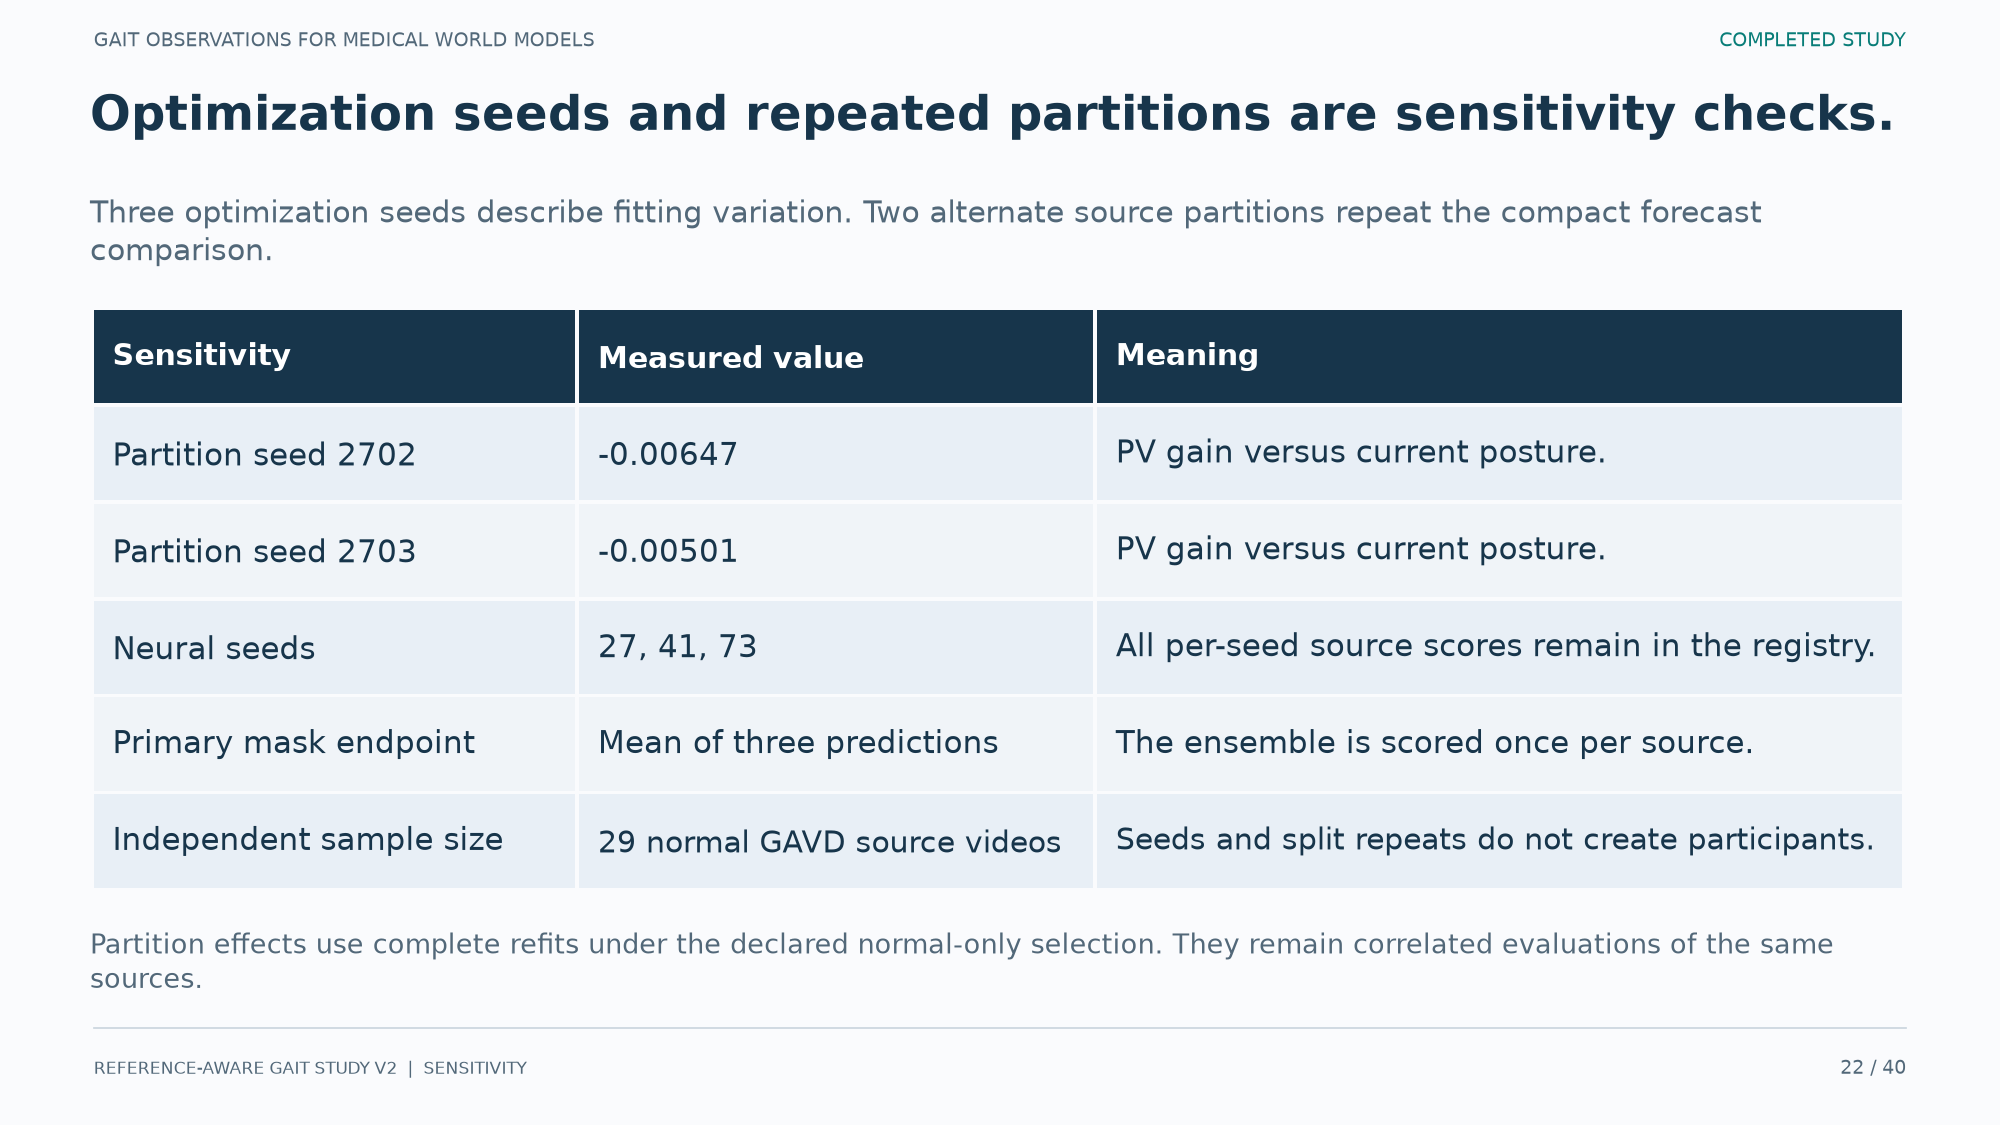 GAIT OBSERVATIONS FOR MEDICAL WORLD MODELS
COMPLETED STUDY
Optimization seeds and repeated partitions are sensitivity checks.
Three optimization seeds describe fitting variation. Two alternate source partitions repeat the compact forecast
comparison.
Sensitivity
Measured value
Meaning
Partition seed 2702
-0.00647
PV gain versus current posture.
Partition seed 2703
-0.00501
PV gain versus current posture.
Neural seeds
27, 41, 73
All per-seed source scores remain in the registry.
Primary mask endpoint
Mean of three predictions
The ensemble is scored once per source.
Independent sample size
29 normal GAVD source videos
Seeds and split repeats do not create participants.
Partition effects use complete refits under the declared normal-only selection. They remain correlated evaluations of the same
sources.
REFERENCE-AWARE GAIT STUDY V2 | SENSITIVITY
22 / 40